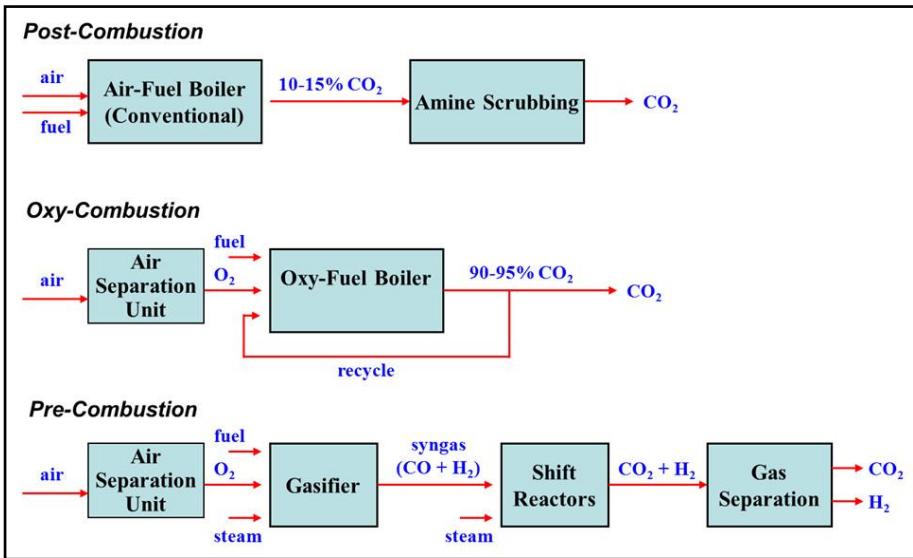 Post-Combustion
air
fuel
Air-Fuel Boiler
(Conventional)
10-15% CO₂
Amine Scrubbing
CO₂
Oxy-Combustion
air
Air
Separation
Unit
fuel
O₂
Oxy-Fuel Boiler
90-95% CO₂
CO₂
recycle
Pre-Combustion
air
Air
Separation
Unit
fuel
O₂
steam
Gasifier
syngas
(CO + H₂)
steam
Shift
Reactors
CO₂ + H₂
Gas
Separation
CO₂
H₂